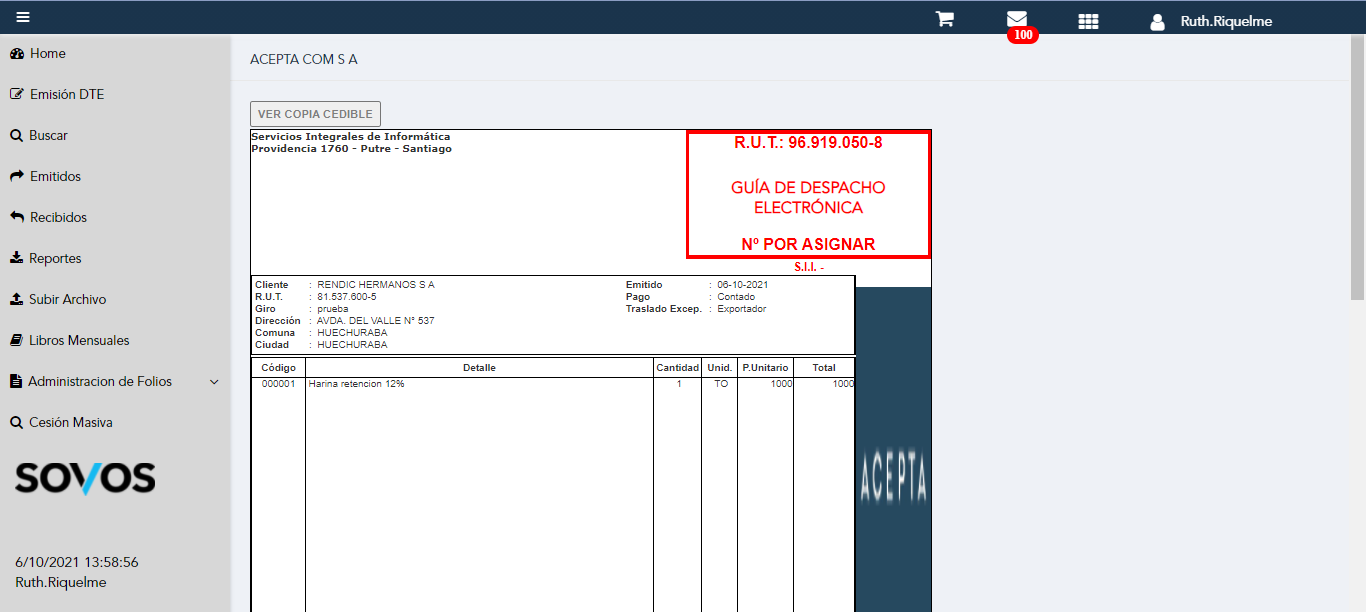 Ruth.Riquelme
100
Home
Emisión DTE
Buscar
Emitidos
Recibidos
Reportes
Subir Archivo
Libros Mensuales
Administracion de Folios
Cesión Masiva
SOVOS
6/10/2021 13:58:56
Ruth.Riquelme
ACEPTA COM S A
VER COPIA CEDIBLE
Servicios Integrales de Informática
Providencia 1760 - Putre - Santiago
R.U.T.: 96.919.050-8
GUÍA DE DESPACHO
ELECTRÓNICA
Nº POR ASIGNAR
S.I.I. -
Cliente : RENDIC HERMANOS S A Emitido : 06-10-2021
R.U.T. : 81.537.600-5 Pago : Contado
Giro : prueba Traslado Excep. : Exportador
Dirección : AVDA. DEL VALLE N° 537
Comuna : HUECHURABA
Ciudad : HUECHURABA
Código Detalle Cantidad Unid. P.Unitario Total
000001 Harina retencion 12% 1 TO 1000 1000
ACEPTA